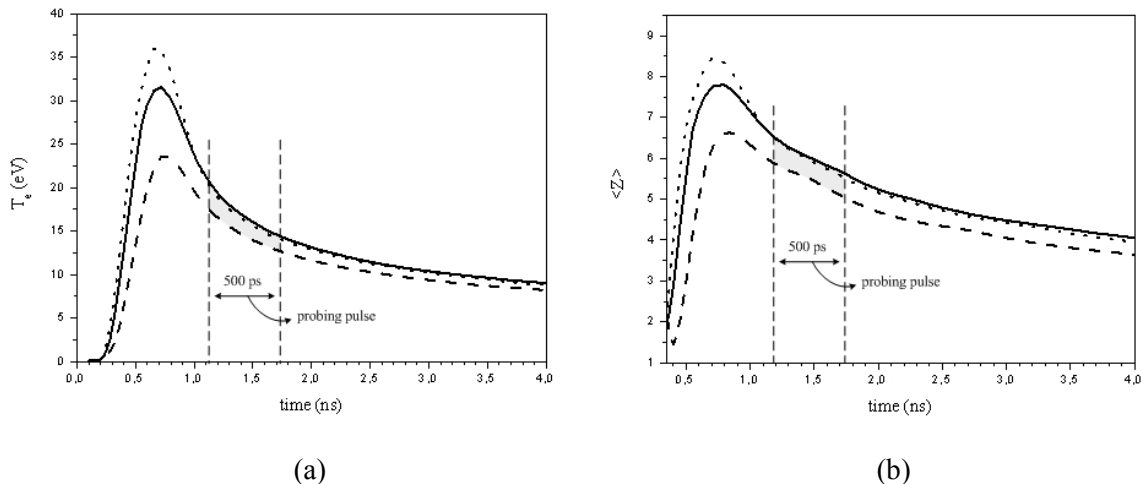 40
35
30
25
20
15
10
5
0
T_e (eV)
500 ps
probing pulse
0,0 0,5 1,0 1,5 2,0 2,5 3,0 3,5 4,0
time (ns)
(a)
9
8
7
6
5
4
3
2
1
<Z>
500 ps
probing pulse
0,5 1,0 1,5 2,0 2,5 3,0 3,5 4,0
time (ns)
(b)